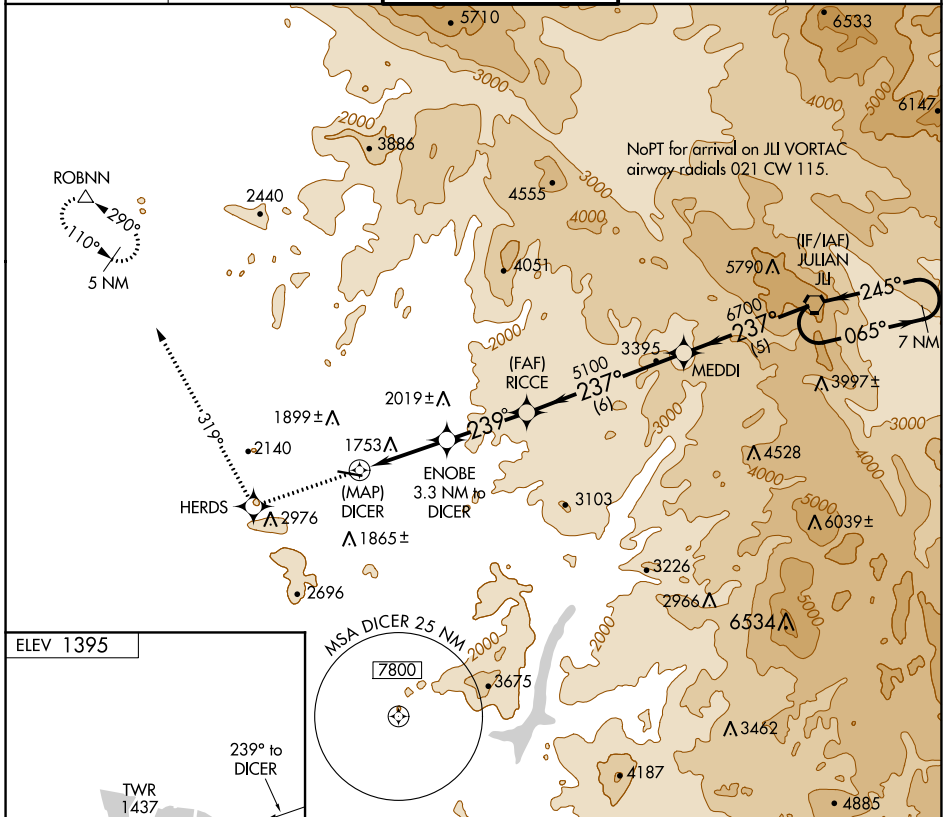 5710
6533
3000
4000
5000
6147
2000
3886
NoPT for arrival on JLI VORTAC
airway radials 021 CW 115.
ROBNN
290°
110°
5 NM
2440
4555
3000
4000
(IF/IAF)
JULIAN
JLI
5790
4051
245°
065°
7 NM
6700
237°
(5)
2000
3395
MEDDI
5100
237°
(6)
(FAF)
RICCE
3997±
3000
319°
2019±
239°
1899±
3000
2140
1753
ENOBE
3.3 NM to
DICER
4528
4000
(MAP)
DICER
HERDS
2976
3103
5000
6039±
1865±
3226
2696
2966
5000
6534
ELEV 1395
MSA DICER 25 NM
7800
2000
2000
3675
3462
239° to
DICER
TWR
1437
4187
4885